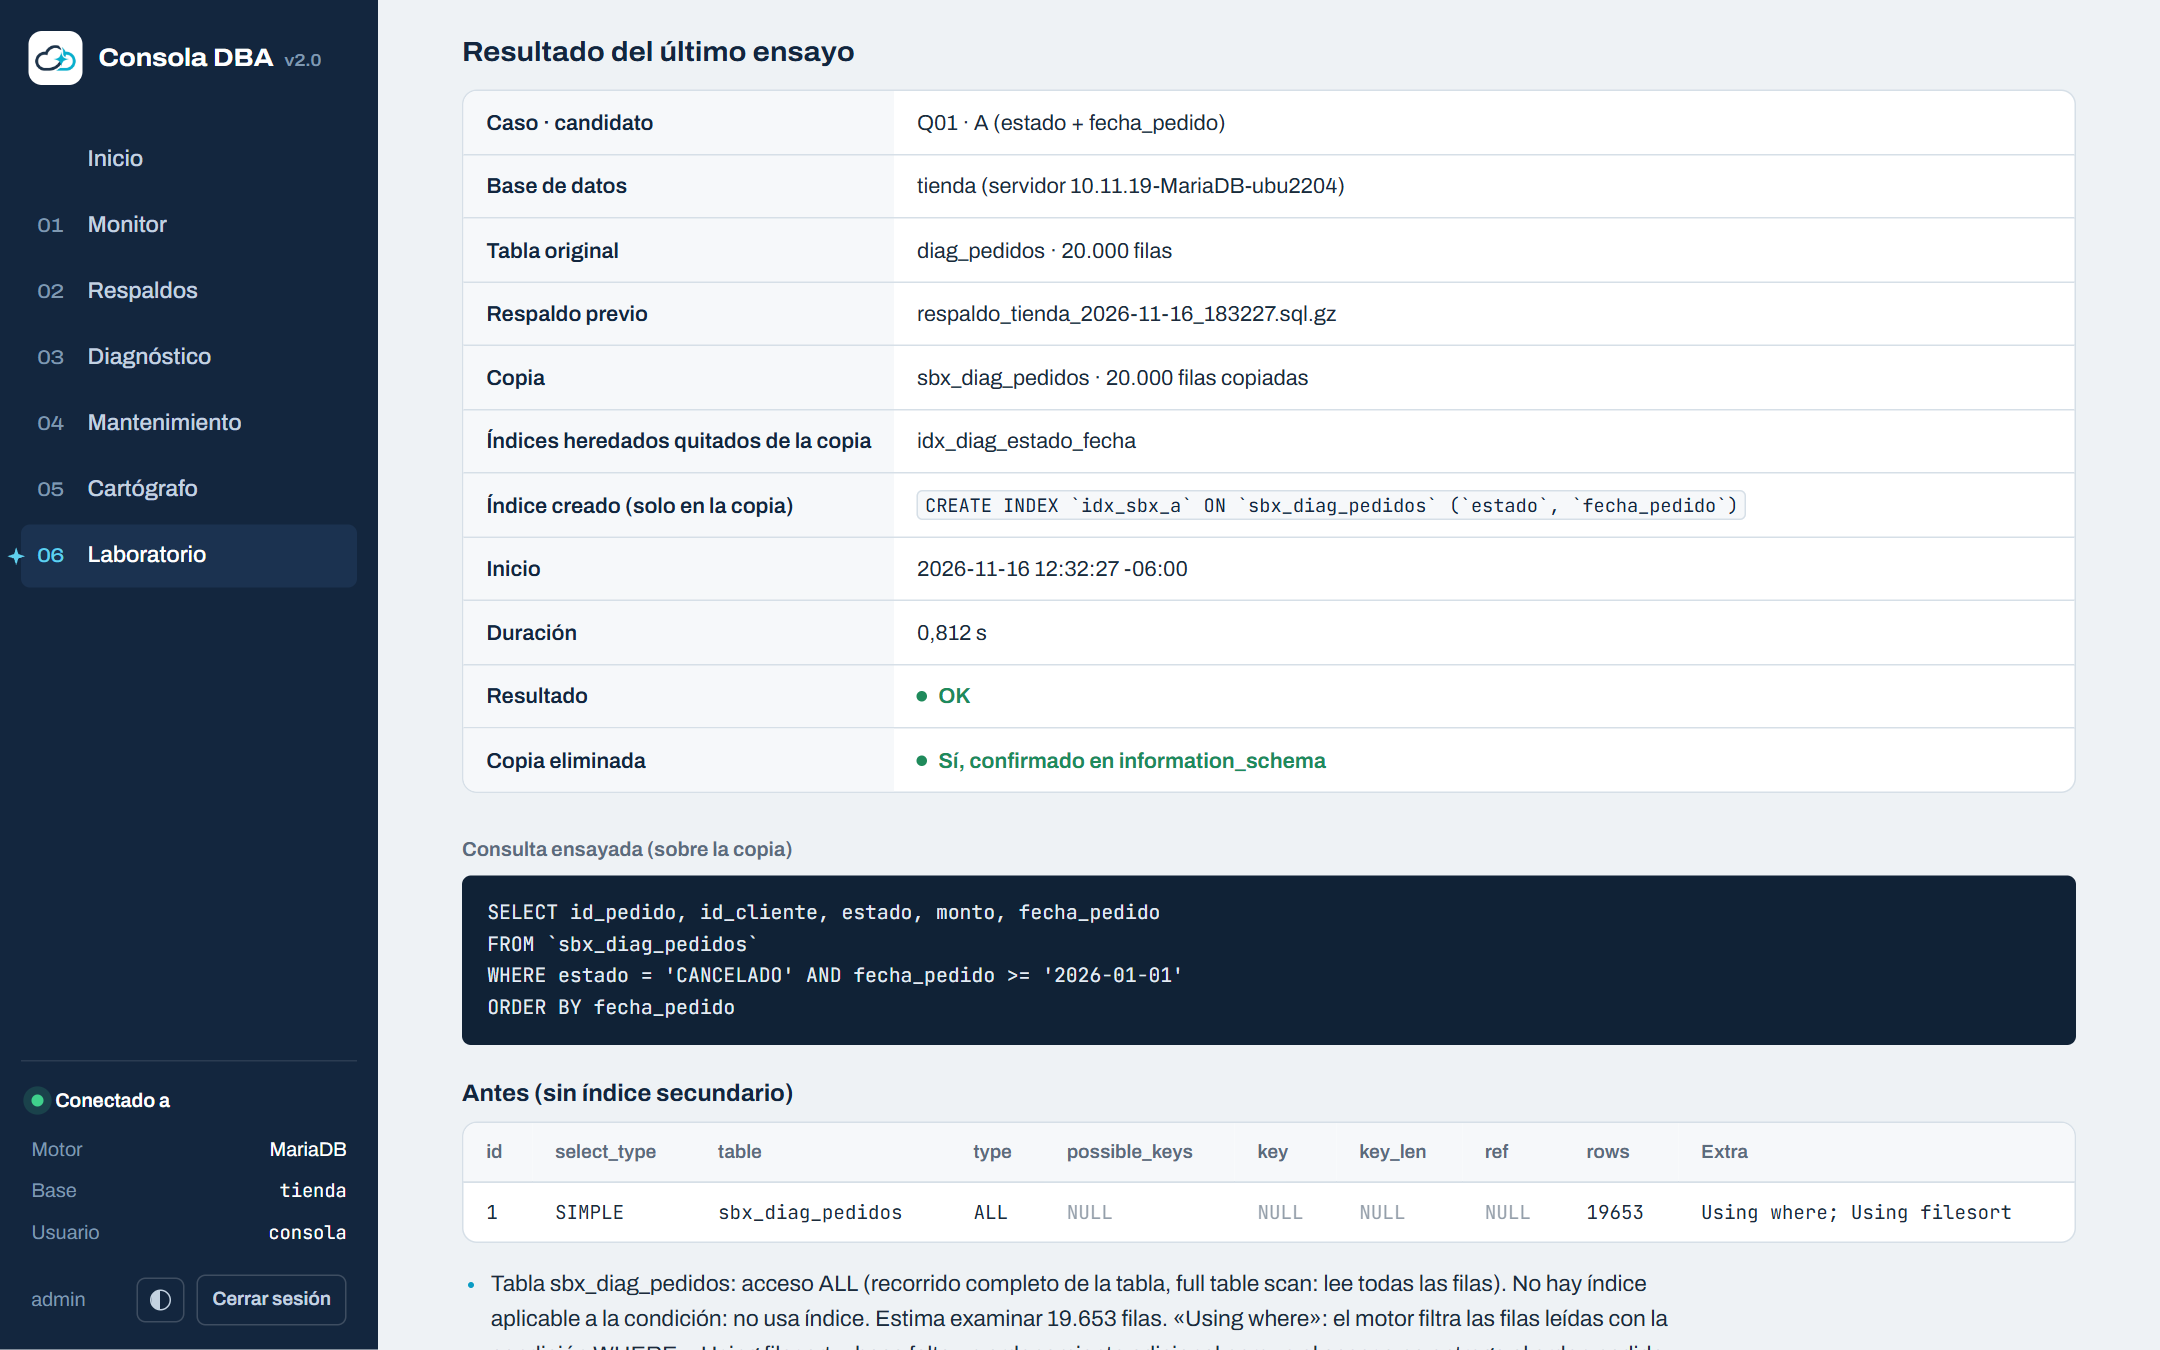 Consola DBA v2.0
Inicio
01 Monitor
02 Respaldos
03 Diagnóstico
04 Mantenimiento
05 Cartógrafo
06 Laboratorio
Conectado a
Motor MariaDB
Base tienda
Usuario consola
admin Cerrar sesión
Resultado del último ensayo
Caso · candidato Q01 · A (estado + fecha_pedido)
Base de datos tienda (servidor 10.11.19-MariaDB-ubu2204)
Tabla original diag_pedidos · 20.000 filas
Respaldo previo respaldo_tienda_2026-11-16_183227.sql.gz
Copia sbx_diag_pedidos · 20.000 filas copiadas
Índices heredados quitados de la copia idx_diag_estado_fecha
Índice creado (solo en la copia) CREATE INDEX `idx_sbx_a` ON `sbx_diag_pedidos` (`estado`, `fecha_pedido`)
Inicio 2026-11-16 12:32:27 -06:00
Duración 0,812 s
Resultado OK
Copia eliminada Sí, confirmado en information_schema
Consulta ensayada (sobre la copia)
SELECT id_pedido, id_cliente, estado, monto, fecha_pedido
FROM `sbx_diag_pedidos`
WHERE estado = 'CANCELADO' AND fecha_pedido >= '2026-01-01'
ORDER BY fecha_pedido
Antes (sin índice secundario)
id select_type table type possible_keys key key_len ref rows Extra
1 SIMPLE sbx_diag_pedidos ALL NULL NULL NULL NULL 19653 Using where; Using filesort
• Tabla sbx_diag_pedidos: acceso ALL (recorrido completo de la tabla, full table scan: lee todas las filas). No hay índice
aplicable a la condición: no usa índice. Estima examinar 19.653 filas. «Using where»: el motor filtra las filas leídas con la